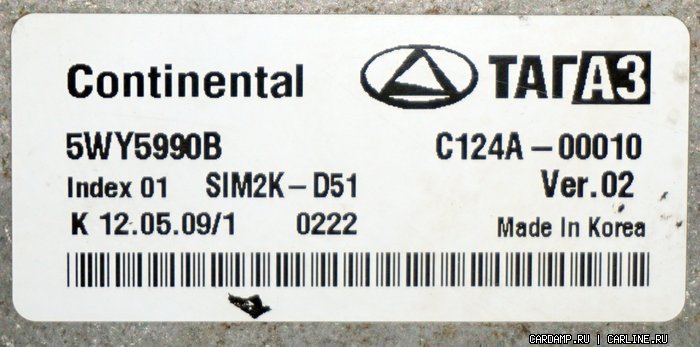 Continental ТАГАЗ
5WY5990B C124A-00010
Index 01 SIM2K-D51 Ver.02
K 12.05.09/1 0222 Made In Korea
CARDAMP.RU | CARLINE.RU